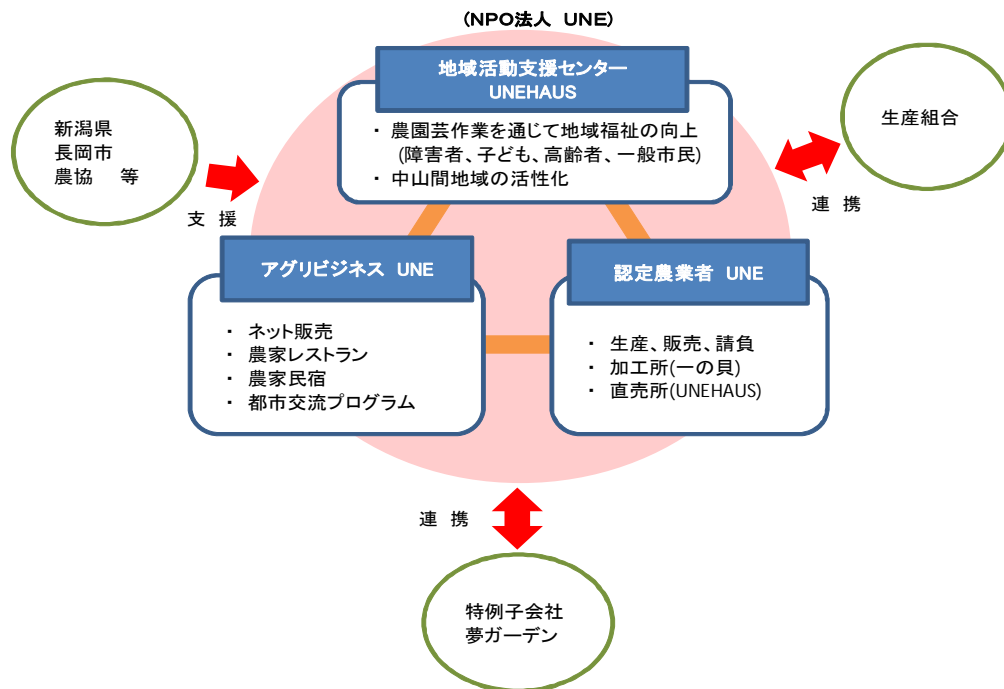 (NPO法人 UNE)
地域活動支援センター
UNEHAUS
・ 農園芸作業を通じて地域福祉の向上
(障害者、子ども、高齢者、一般市民)
・ 中山間地域の活性化
新潟県
長岡市
農協　等
支 援
生産組合
連 携
アグリビジネス UNE
・ ネット販売
・ 農家レストラン
・ 農家民宿
・ 都市交流プログラム
認定農業者 UNE
・ 生産、販売、請負
・ 加工所(一の貝)
・ 直売所(UNEHAUS)
連 携
特例子会社
夢ガーデン